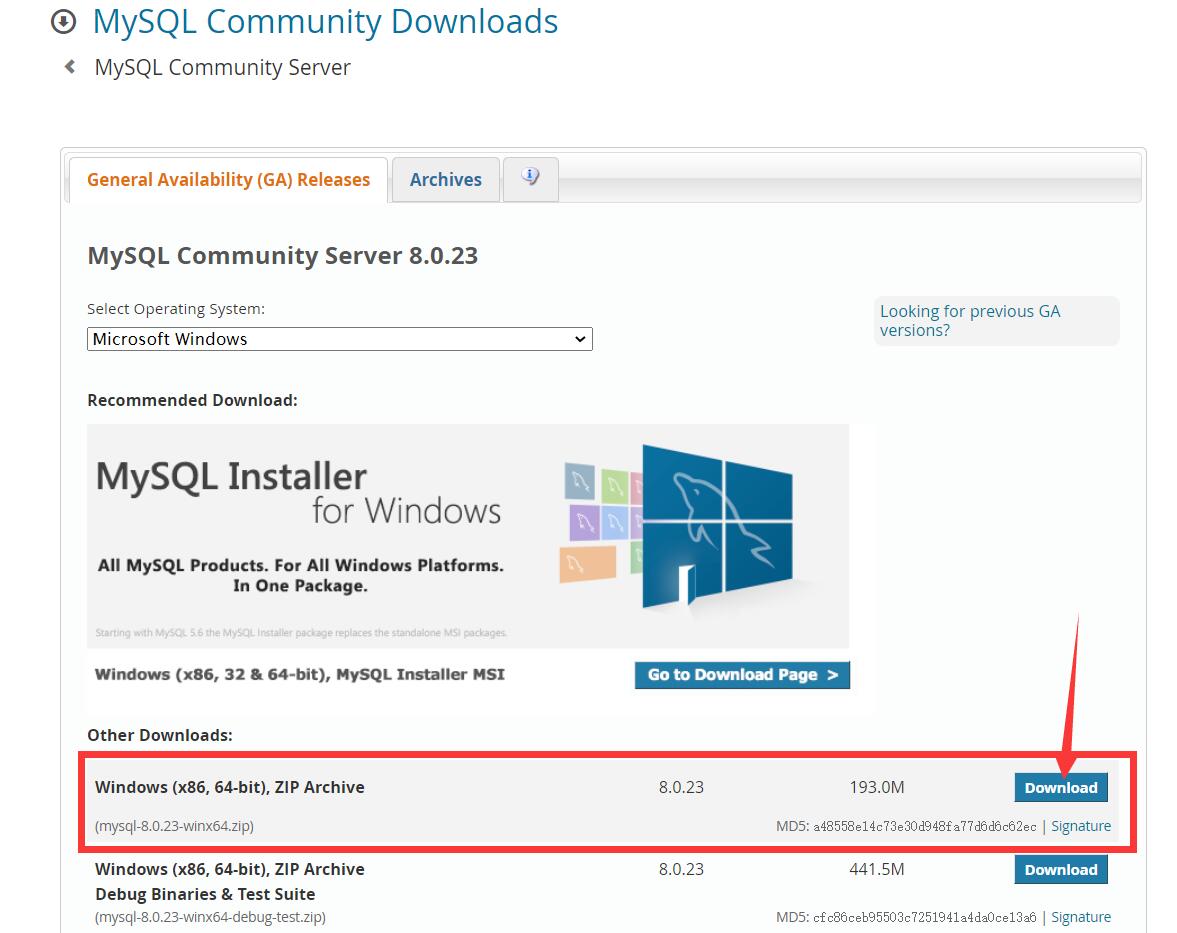 MySQL Community Downloads
MySQL Community Server
General Availability (GA) Releases
Archives
MySQL Community Server 8.0.23
Select Operating System:
Microsoft Windows
Looking for previous GA
versions?
Recommended Download:
MySQL Installer
for Windows
All MySQL Products. For All Windows Platforms.
In One Package.
Starting with MySQL 5.6 the MySQL Installer package replaces the standalone MSI packages.
Windows (x86, 32 & 64-bit), MySQL Installer MSI
Go to Download Page >
Other Downloads:
Windows (x86, 64-bit), ZIP Archive 8.0.23 193.0M Download
(mysql-8.0.23-winx64.zip) MD5: a48558e14c73e30d948fa77d6d6c62ec | Signature
Windows (x86, 64-bit), ZIP Archive 8.0.23 441.5M Download
Debug Binaries & Test Suite
(mysql-8.0.23-winx64-debug-test.zip) MD5: cfc86ceb95503c7251941a4da0ce13a6 | Signature